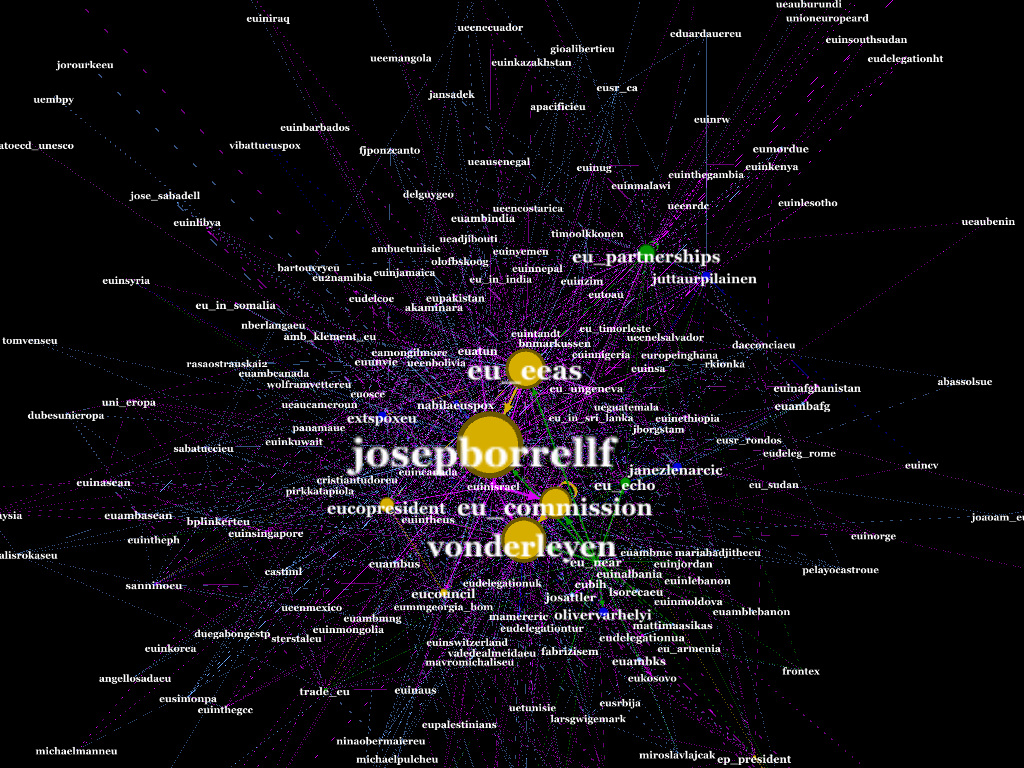 ueauburundi
euiniraq
unioneuropeard
ueenecuador
eduardauereu
euinsouthsudan
gioalibertieu
ueemangola
eudelegationht
euinkazakhstan
jorourkeeu
eusr_ca
jansadek
uembpy
apacificieu
euinrw
euinbarbados
vibattueuspox
atoecd_unesco
fjponzcanto
eumordue
ueausenegal
euinug
euinkenya
euinthegambia
euinmalawi
jose_sabadell
delguygeo
euinlesotho
ueenrdc
ueencostarica
euambindia
euinlibya
ueaubenin
timoolkkonen
ueadjibouti
ambuetunisie
euinyemen
eu_partnerships
olofbskoog
bartouvryeu
euinnepal
euinjamaica
eu2namibia
eu_in_india
juttaurpilainen
euinsyria
euinzim
eutoau
eudelcoe
eupakistan
eu_in_somalia
akaminara
nberlangaeu
eu_timorleste
amb_klement_eu
euintandt
ueenelsalvador
tomvenseu
bnmarkussen
dacconciaeu
eamongilmore
euatun
euinnigeria
europeinghana
rasaostrauskai2
euunvie
ueenbolivia
euinsa
rkionka
euambcanada
eu_eeas
wolframvettereu
abassolsue
euosce
eu_ungeneva
euinafghanistan
uni_eropa
ueaucameroun
nabilaeuspox
ueguatemala
euambafg
dubesunieropa
extspoxeu
eu_in_sri_lanka
euinethiopia
panamaue
jborgstam
euinkuwait
eusr_rondos
sabatuccieu
josepborrellf
eudeleg_rome
euincanada
euincv
janezlenarcic
cristiantudoreu
euinasean
euinisrael
eu_echo
eu_sudan
pirkkatapiola
eucopresident
eu_commission
euambasean
euintheus
bplinkerteu
euinsingapore
euinorge
euintheph
vonderleyen
euambme
mariahadjitheeu
alisrokaseu
eu_near
euambus
euinjordan
castiml
pelayocastroue
euinalbania
sanninoeu
eudelegationuk
eubih
euinlebanon
eucouncil
lsorecaeu
josattler
ueenmexico
eummgeorgia_hom
euinmoldova
olivervarhelyi
euamblebanon
euambmng
mamereric
mattimaasikas
euinmongolia
eudelegationtur
duegabongestp
eudelegationua
sterstaleu
euinswitzerland
euinkorea
eu_armenia
valedealmeidaeu
fabrizisem
mavromichaliseu
euambks
frontex
angellosadacu
eukosovo
trade_eu
euinaus
eusimonpa
eusrbija
euinthegcc
uetunisie
larsgwigemark
eupalestinians
ninaobermaiereu
michaelmanneu
miroslavlajcak
michaelpulcheu
ep_president